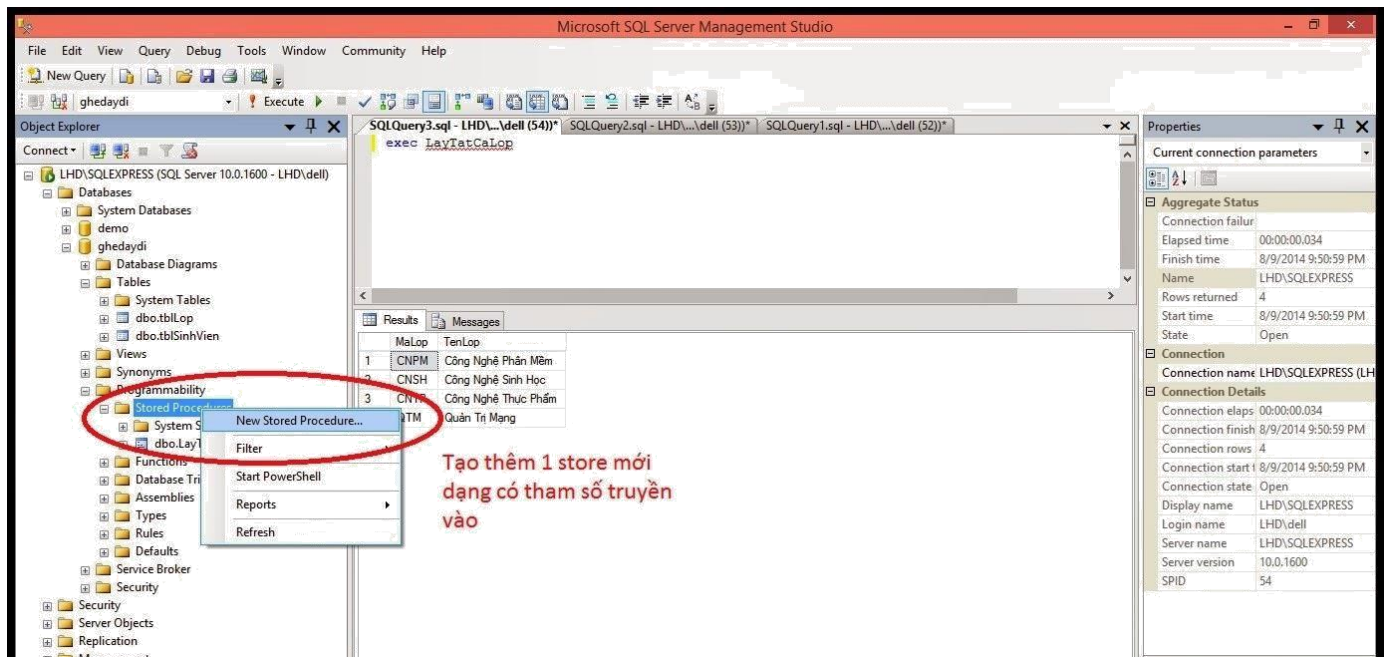 Microsoft SQL Server Management Studio
File Edit View Query Debug Tools Window Community Help
New Query
ghedaydi Execute
Object Explorer
Connect
LHD\SQLEXPRESS (SQL Server 10.0.1600 - LHD\dell)
Databases
System Databases
demo
ghedaydi
Database Diagrams
Tables
System Tables
dbo.tblLop
dbo.tblSinhVien
Views
Synonyms
Programmability
Stored Procedures
System S
dbo.LayT
Functions
Database Tri
Assemblies
Types
Rules
Defaults
Service Broker
Security
Security
Server Objects
Replication
New Stored Procedure...
Filter
Start PowerShell
Reports
Refresh
SQLQuery3.sql - LHD\...\dell (54))* SQLQuery2.sql - LHD\...\dell (53))* SQLQuery1.sql - LHD\...\dell (52))*
exec LayTatCaLop
Results Messages
MaLop TenLop
1 CNPM Công Nghệ Phần Mềm
CNSH Công Nghệ Sinh Học
3 Công Nghệ Thực Phẩm
QTM Quản Trị Mạng
Tạo thêm 1 store mới
dạng có tham số truyền
vào
Properties
Current connection parameters
Aggregate Status
Connection failur
Elapsed time 00:00:00.034
Finish time 8/9/2014 9:50:59 PM
Name LHD\SQLEXPRESS
Rows returned 4
Start time 8/9/2014 9:50:59 PM
State Open
Connection
Connection name LHD\SQLEXPRESS (LH
Connection Details
Connection elaps 00:00:00.034
Connection finish 8/9/2014 9:50:59 PM
Connection rows 4
Connection start t 8/9/2014 9:50:59 PM
Connection state Open
Display name LHD\SQLEXPRESS
Login name LHD\dell
Server name LHD\SQLEXPRESS
Server version 10.0.1600
SPID 54